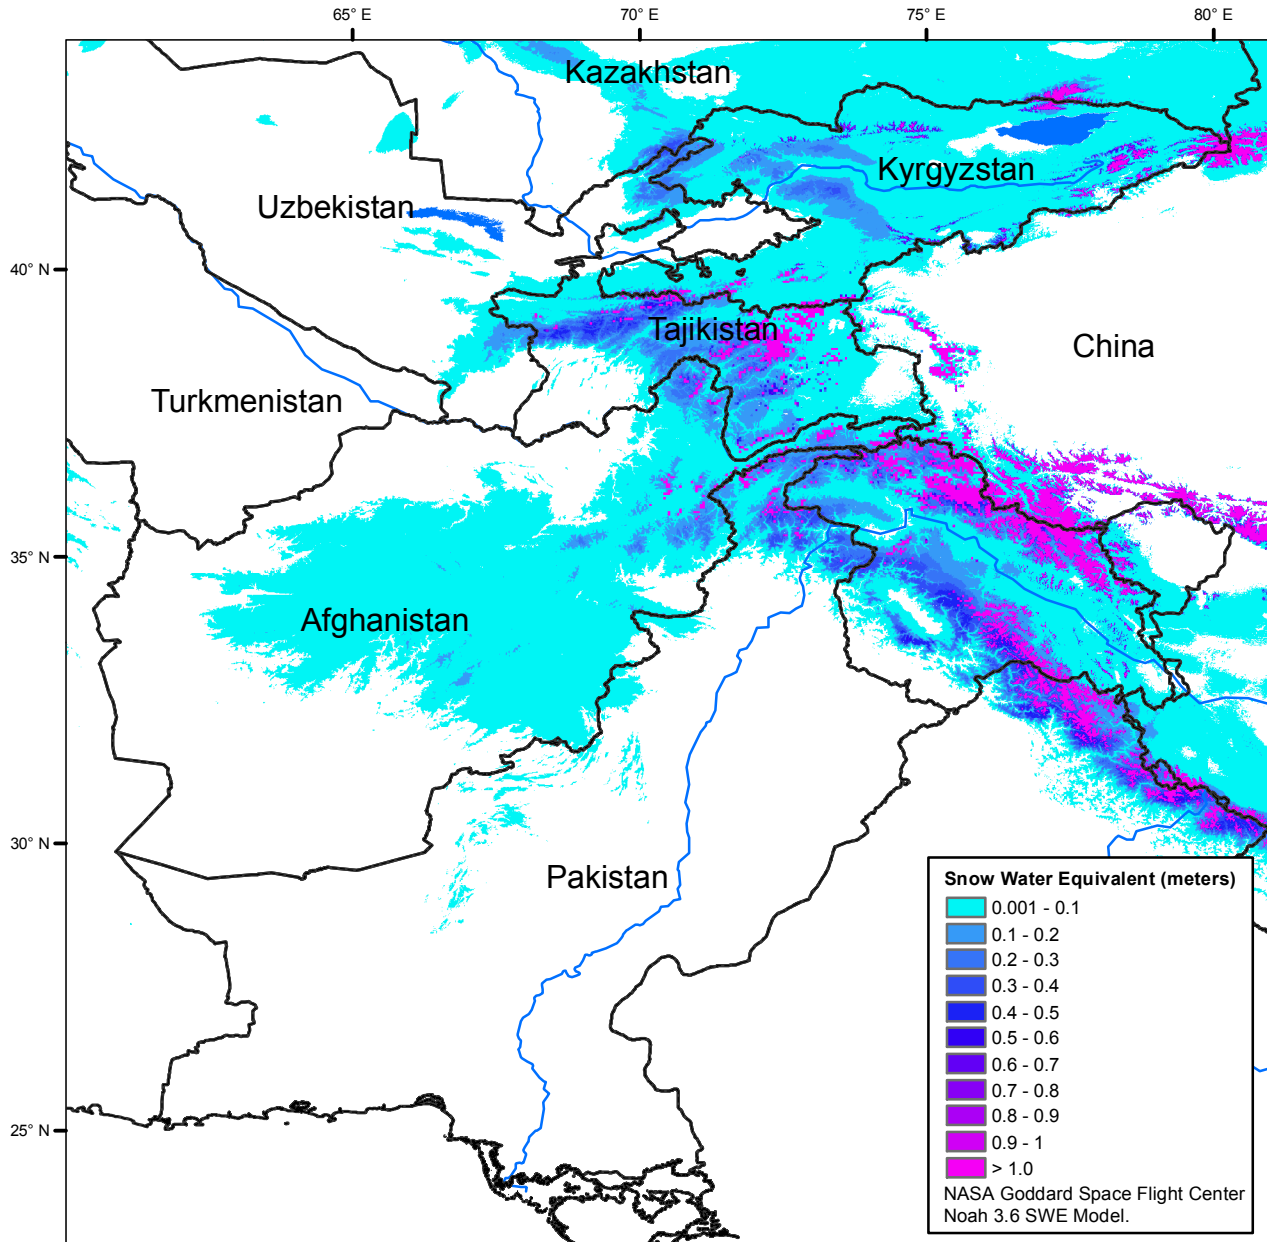 65° E
70° E
75° E
80° E
Kazakhstan
Kyrgyzstan
Uzbekistan
40° N
Tajikistan
China
Turkmenistan
35° N
Afghanistan
30° N
Pakistan
Snow Water Equivalent (meters)
0.001 - 0.1
0.1 - 0.2
0.2 - 0.3
0.3 - 0.4
0.4 - 0.5
0.5 - 0.6
0.6 - 0.7
0.7 - 0.8
0.8 - 0.9
0.9 - 1
> 1.0
NASA Goddard Space Flight Center
Noah 3.6 SWE Model.
25° N